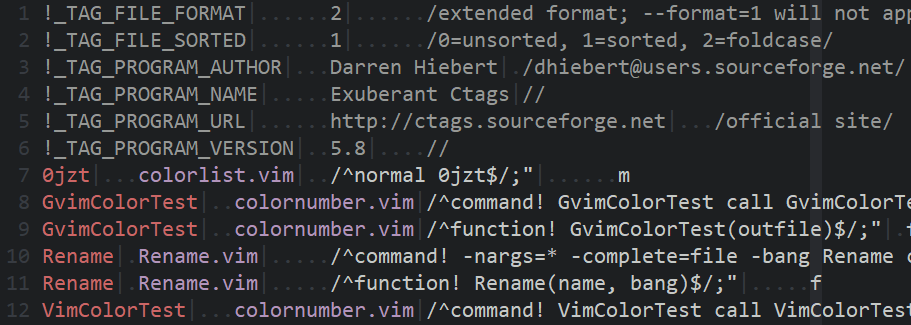 1 !_TAG_FILE_FORMAT 2 /extended format; --format=1 will not
2 !_TAG_FILE_SORTED 1 /0=unsorted, 1=sorted, 2=foldcase/
3 !_TAG_PROGRAM_AUTHOR Darren Hiebert /dhiebert@users.sourceforge.net/
4 !_TAG_PROGRAM_NAME Exuberant Ctags //
5 !_TAG_PROGRAM_URL http://ctags.sourceforge.net /official site/
6 !_TAG_PROGRAM_VERSION 5.8 //
7 0jzt colorlist.vim /^normal 0jzt$/;" m
8 GvimColorTest colornumber.vim /^command! GvimColorTest call
9 GvimColorTest colornumber.vim /^function! GvimColorTest(outfile)$/;"
10 Rename Rename.vim /^command! -nargs=* -complete=file -bang Rename
11 Rename Rename.vim /^function! Rename(name, bang)$/;" f
12 VimColorTest colornumber.vim /^command! VimColorTest call